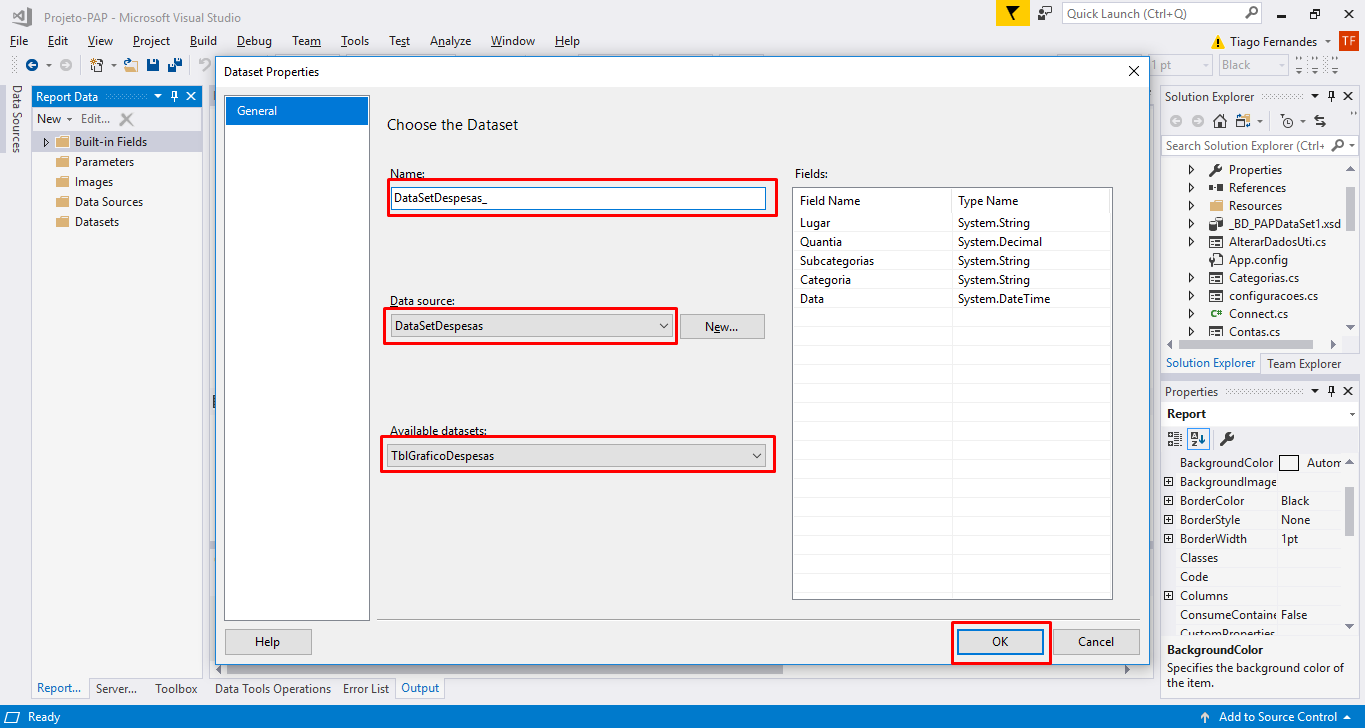 Projeto-PAP - Microsoft Visual Studio
Quick Launch (Ctrl+Q)
File Edit View Project Build Debug Team Tools Test Analyze Window Help
Tiago Fernandes TF
1 pt Black
Data Sources
Report Data
New Edit...
Built-in Fields
Parameters
Images
Data Sources
Datasets
Dataset Properties
General
Choose the Dataset
Name:
DataSetDespesas_
Data source:
DataSetDespesas
New...
Available datasets:
TblGraficoDespesas
Fields:
Field Name Type Name
Lugar System.String
Quantia System.Decimal
Subcategorias System.String
Categoria System.String
Data System.DateTime
Help
OK
Cancel
Solution Explorer
Search Solution Explorer (Ctrl+
Properties
References
Resources
_BD_PAPDataSet1.xsd
AlterarDadosUti.cs
App.config
Categorias.cs
configuracoes.cs
C# Connect.cs
Contas.cs
Solution Explorer Team Explorer
Properties
Report
BackgroundColor Autom
BackgroundImage
BorderColor Black
BorderStyle None
BorderWidth 1pt
Classes
Code
Columns
ConsumeContaine False
CustomProperties
BackgroundColor
Specifies the background color of
the item.
Report... Server... Toolbox Data Tools Operations Error List Output
Ready
Add to Source Control